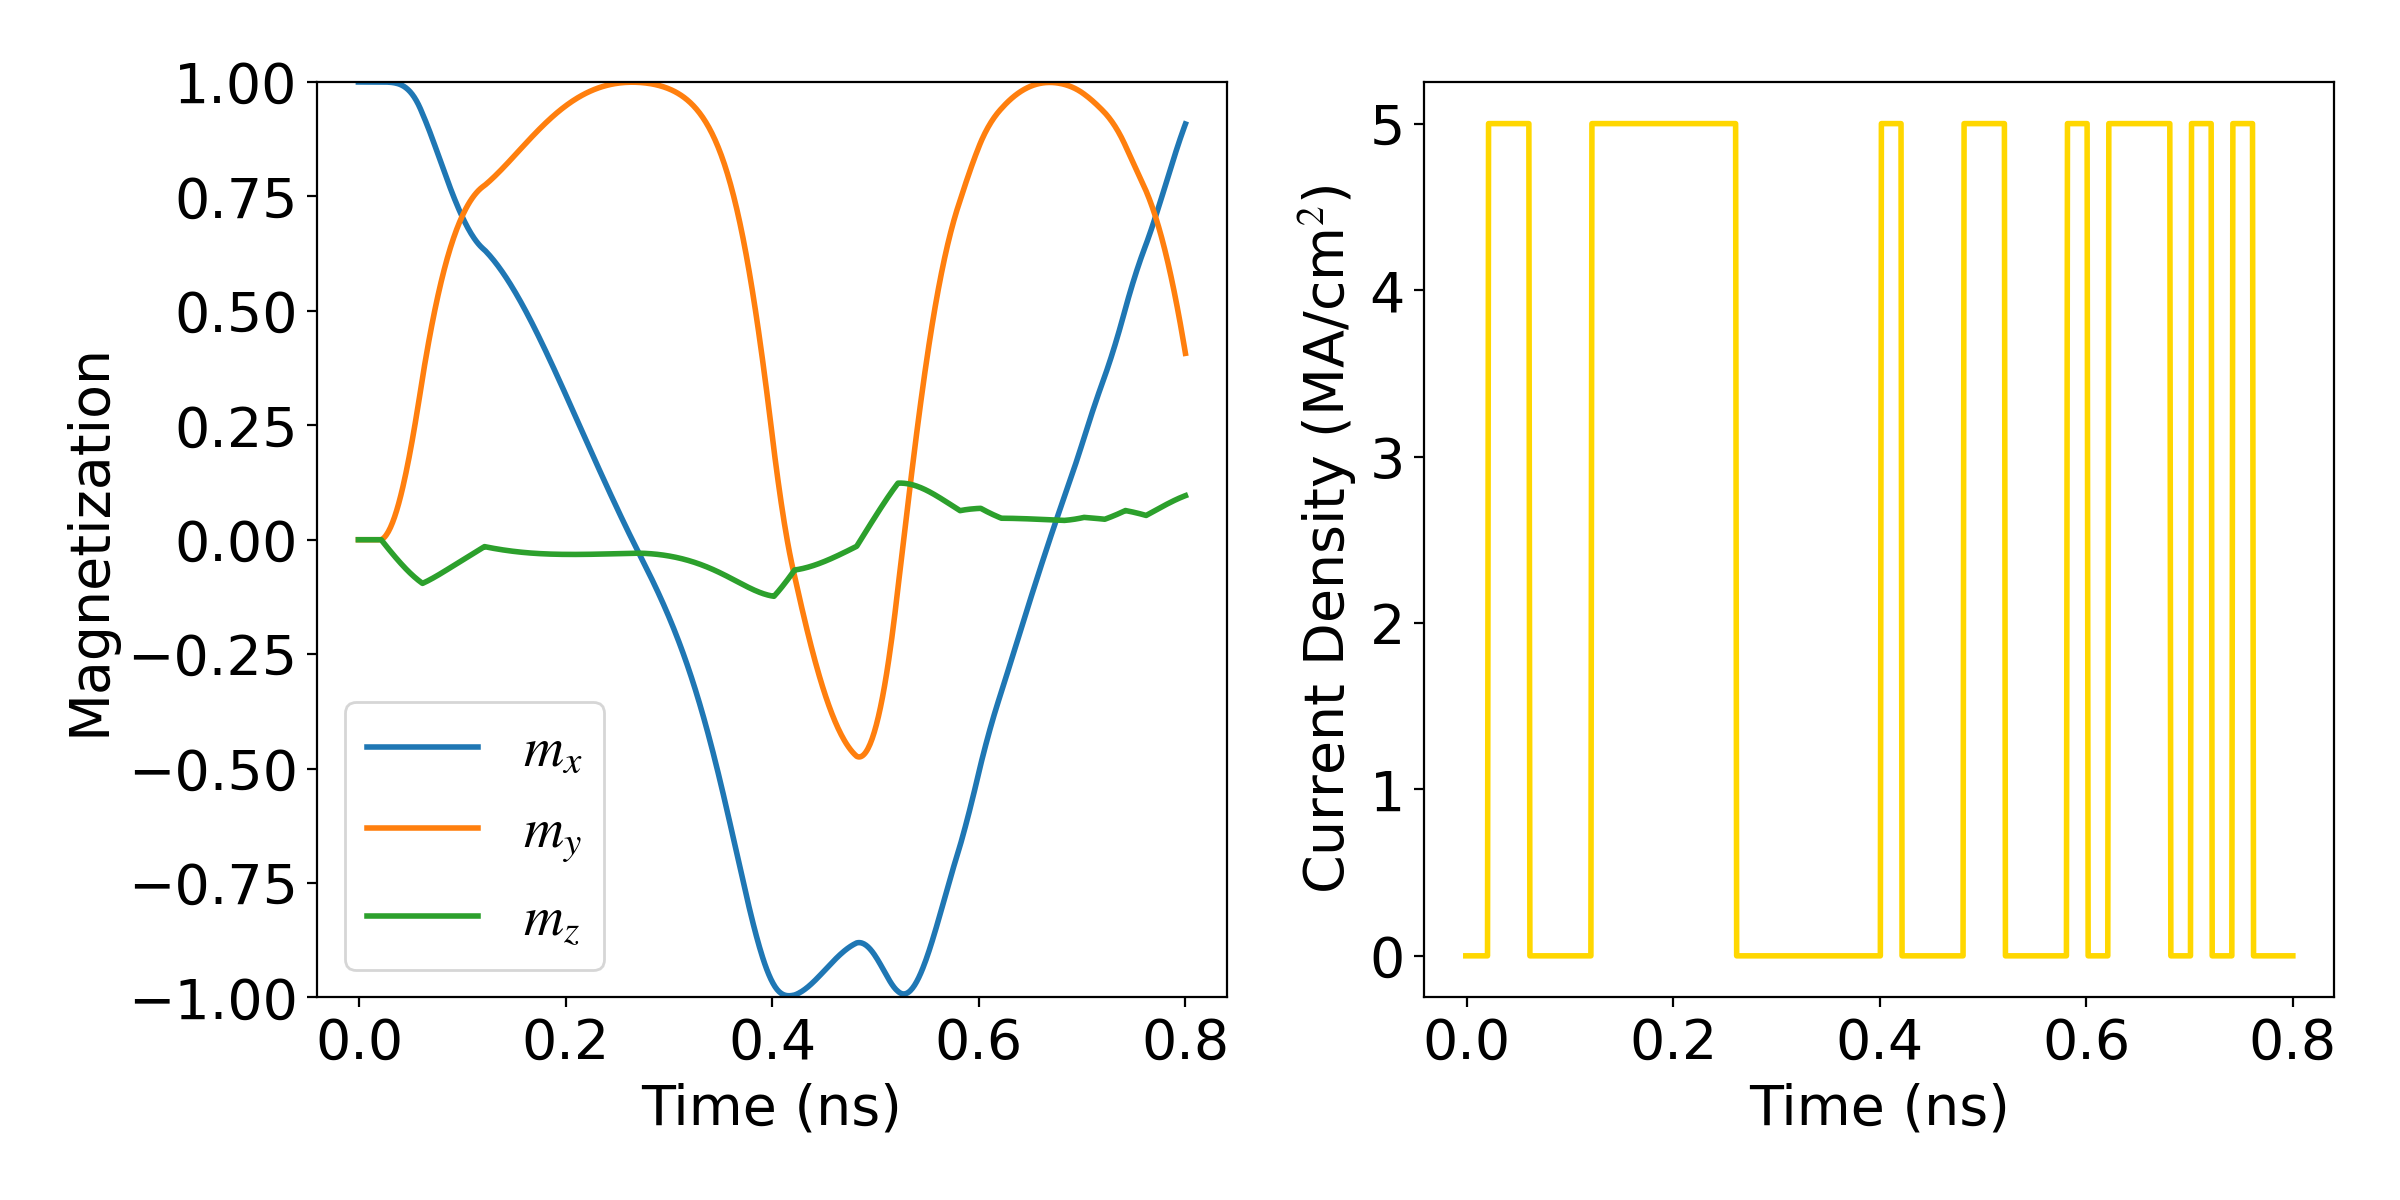 Magnetization
1.00
0.75
0.50
0.25
0.00
−0.25
−0.50
−0.75
−1.00
m_x
m_y
m_z
0.0 0.2 0.4 0.6 0.8
Time (ns)
Current Density (MA/cm²)
5
4
3
2
1
0
0.0 0.2 0.4 0.6 0.8
Time (ns)